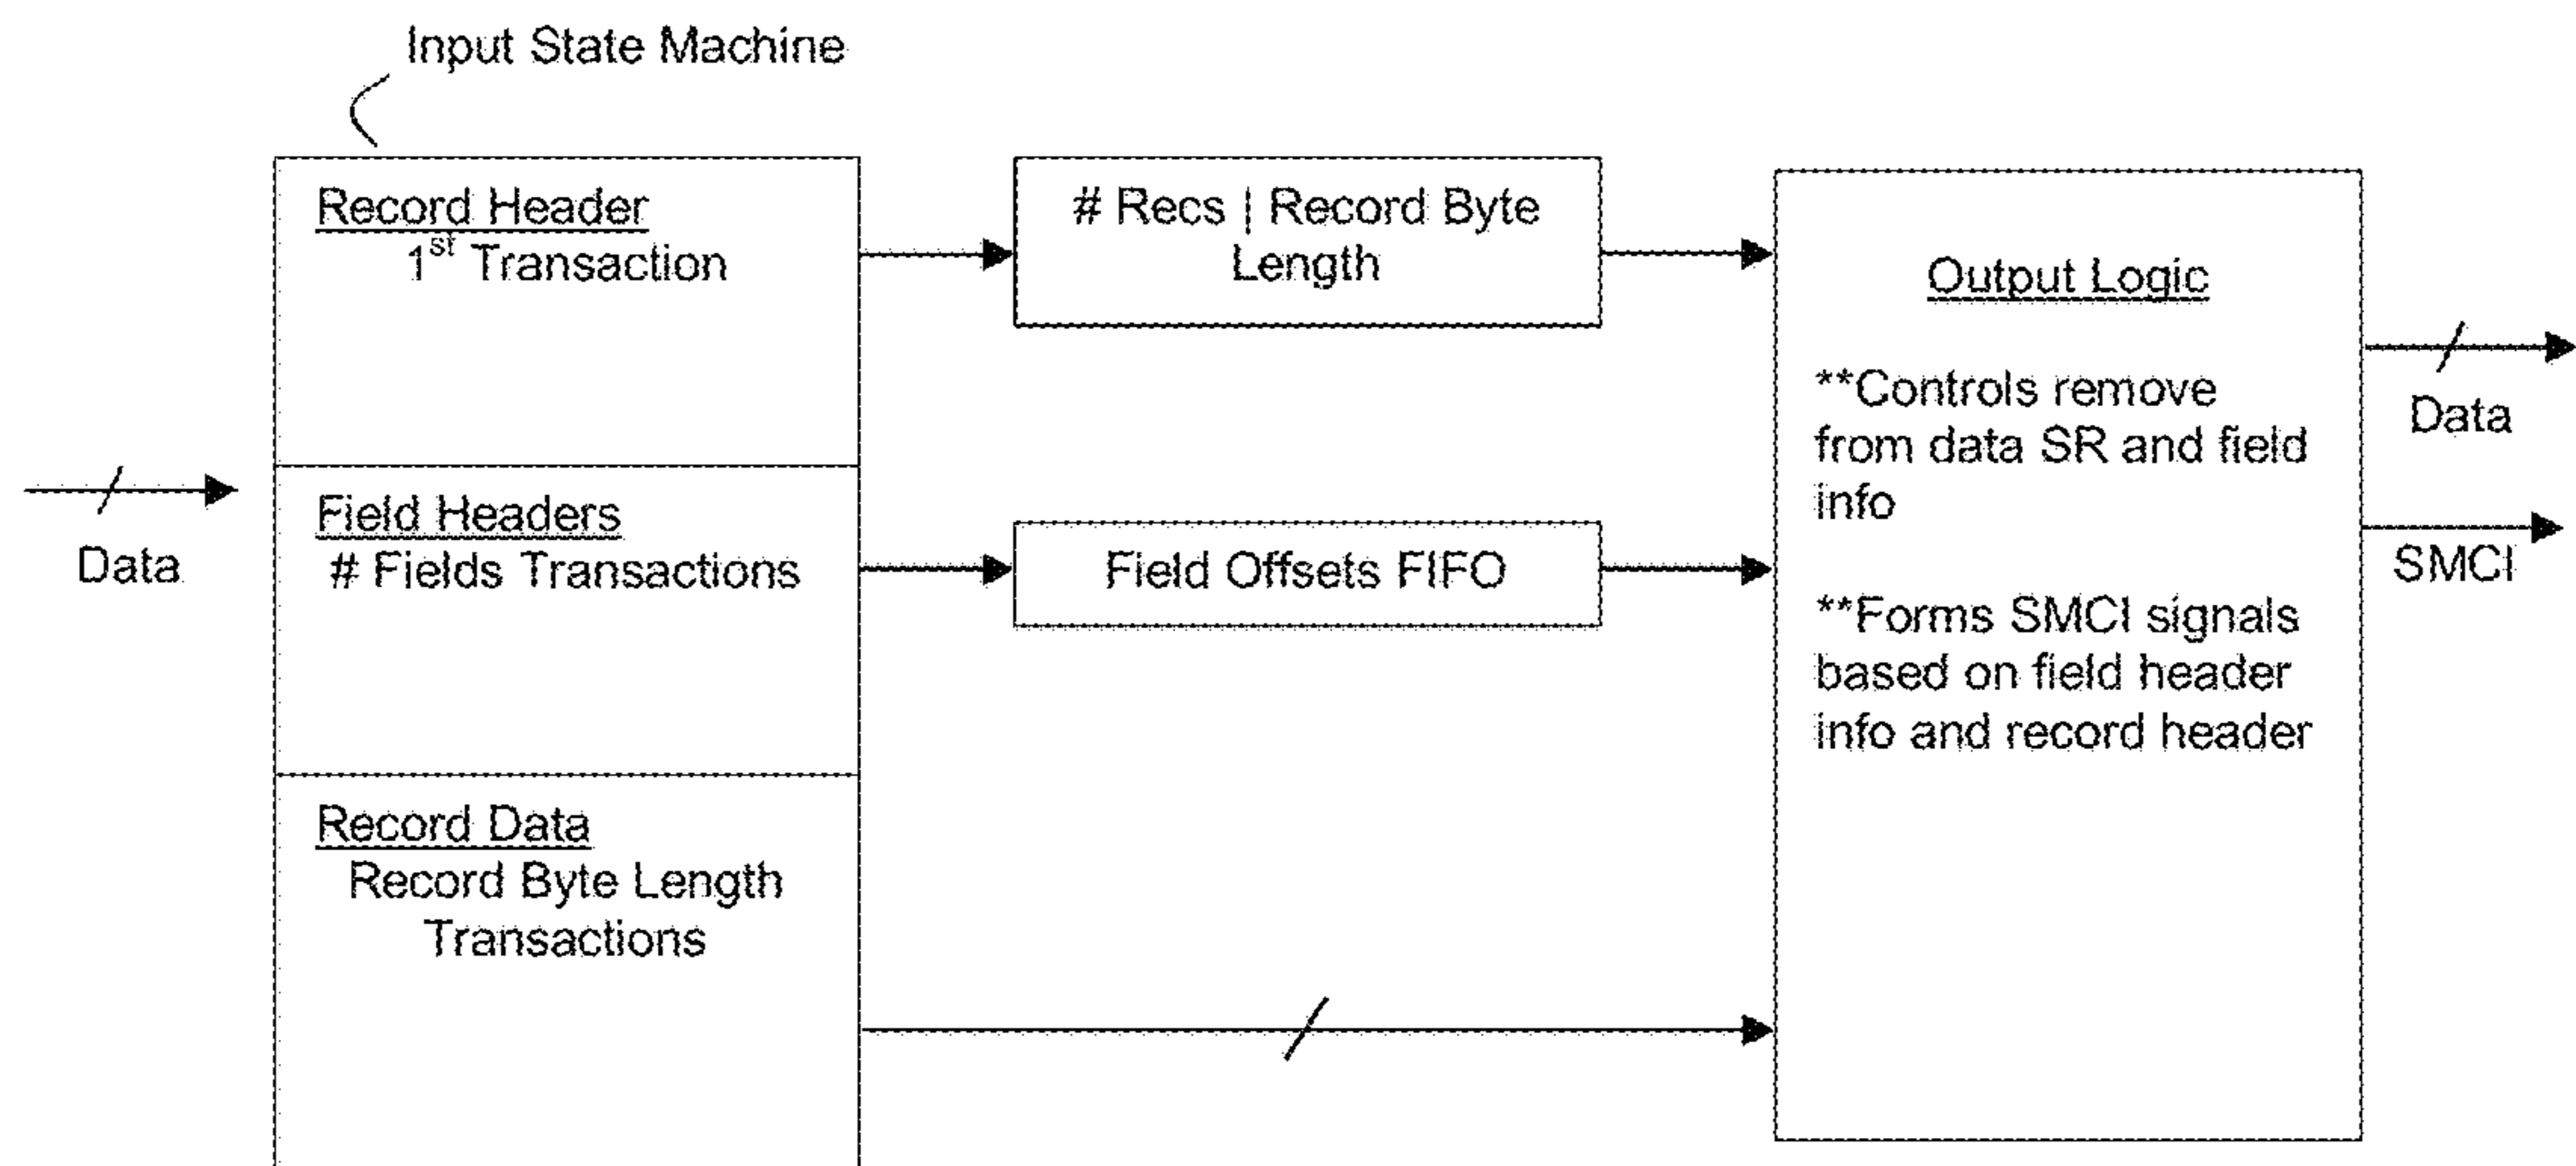 Input State Machine
Record Header
1st Transaction
# Recs | Record Byte
Length
Output Logic
**Controls remove
from data SR and field
info
**Forms SMCI signals
based on field header
info and record header
Data
SMCI
Data
Field Headers
# Fields Transactions
Field Offsets FIFO
Record Data
Record Byte Length
Transactions